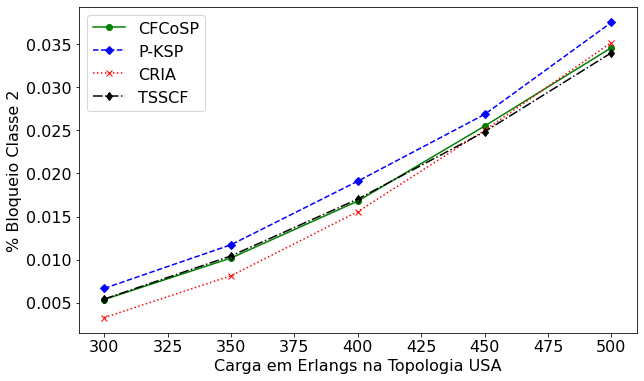 CFCoSP
P-KSP
CRIA
TSSCF
% Bloqueio Classe 2
0.035
0.030
0.025
0.020
0.015
0.010
0.005
300 325 350 375 400 425 450 475 500
Carga em Erlangs na Topologia USA